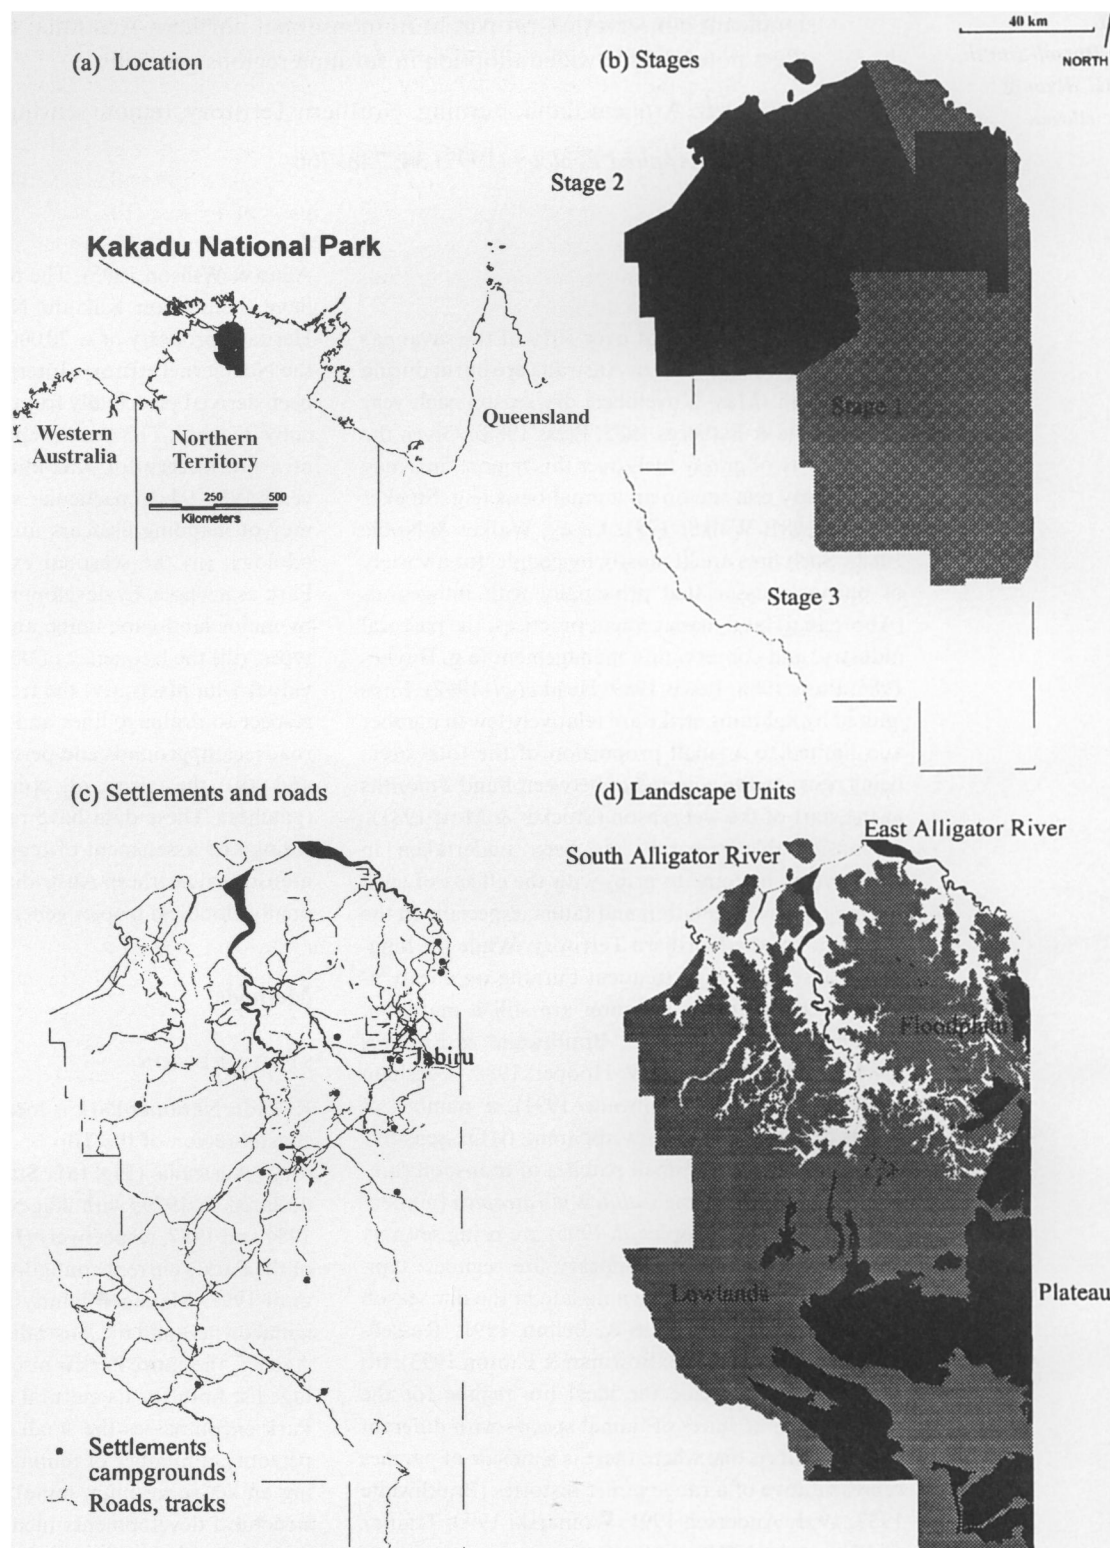 40 km
NORTH
(a) Location
(b) Stages
Stage 2
Kakadu National Park
Stage 1
Queensland
Western
Australia
Northern
Territory
0 250 500
Kilometers
Stage 3
(c) Settlements and roads
(d) Landscape Units
East Alligator River
South Alligator River
Floodplain
Jabiru
Lowlands
Plateau
Settlements
campgrounds
Roads, tracks